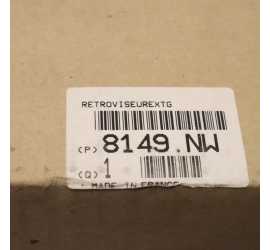 RETROVISEUREXTG
(P) 8149.NW
(Q) 1
* MADE IN FRANCE